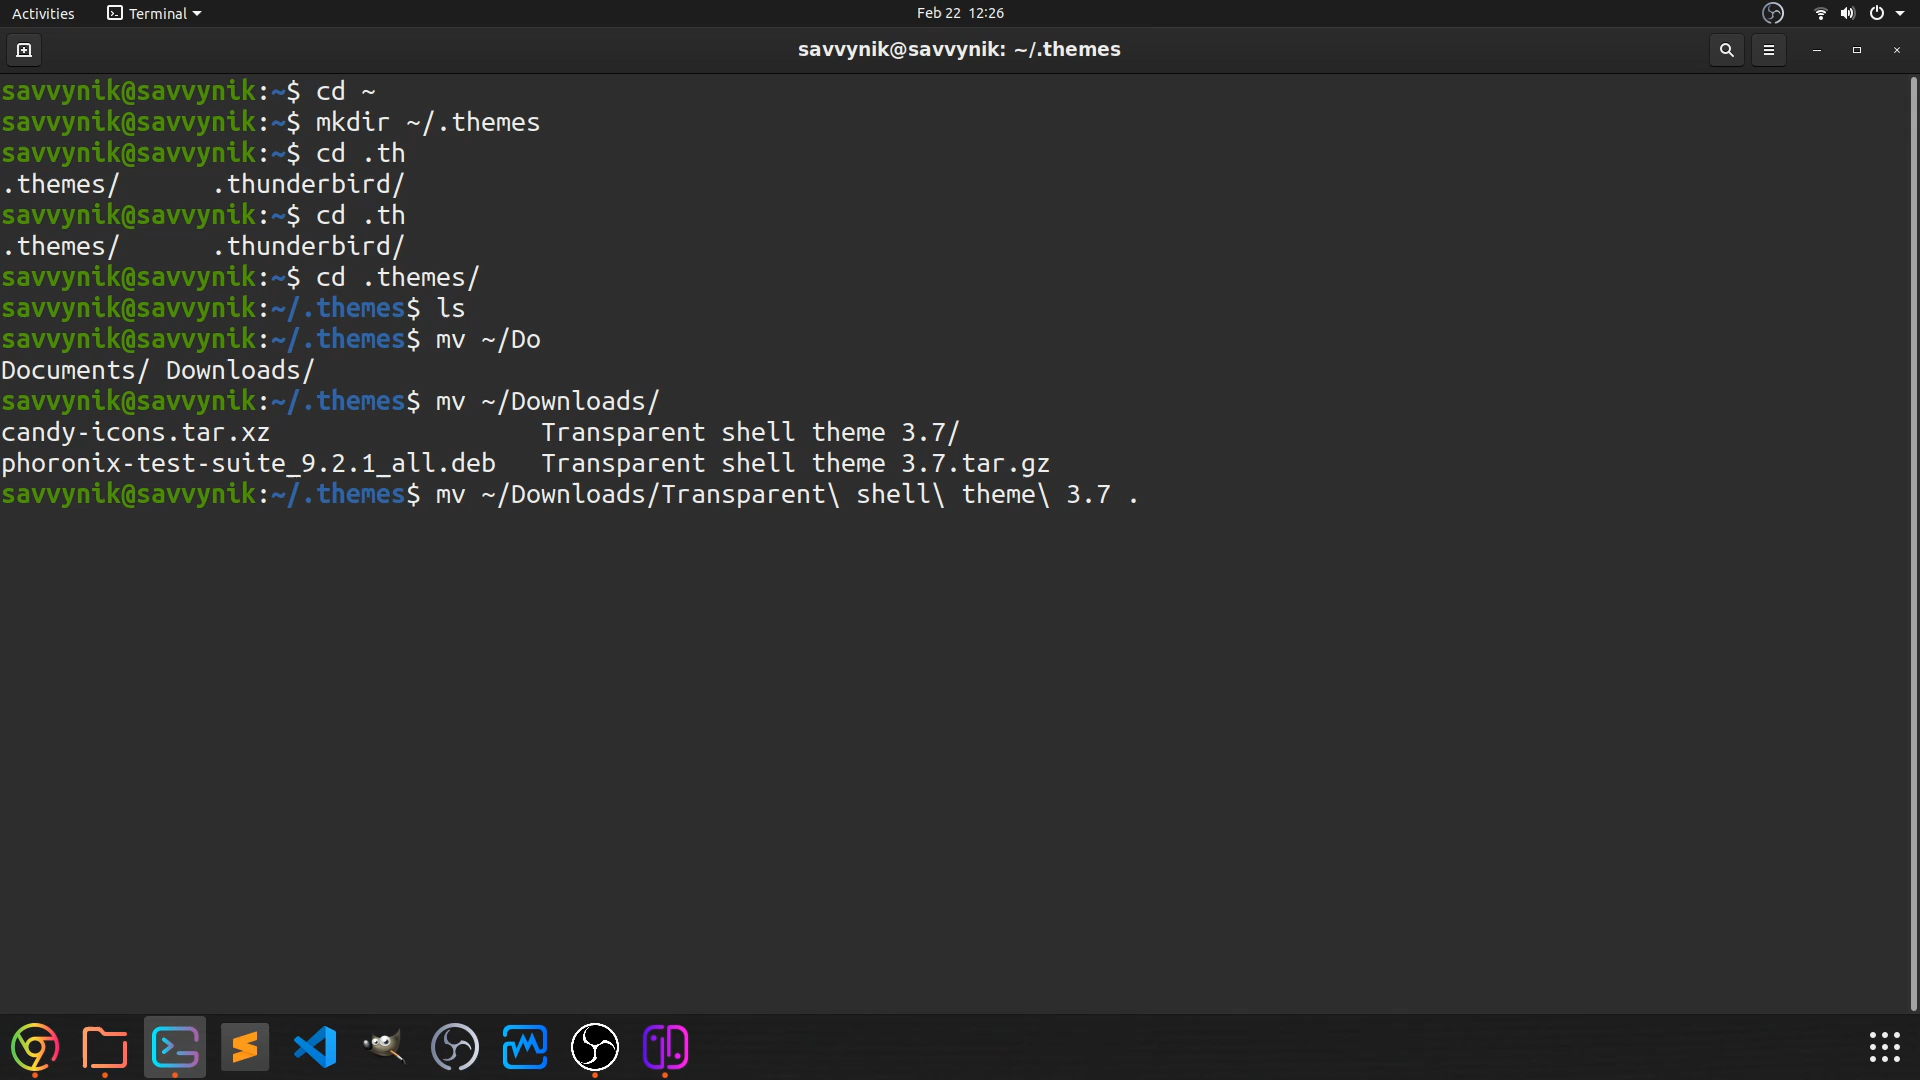 Activities Terminal Feb 22 12:26
savvynik@savvynik: ~/.themes
savvynik@savvynik:~$ cd ~
savvynik@savvynik:~$ mkdir ~/.themes
savvynik@savvynik:~$ cd .th
.themes/ .thunderbird/
savvynik@savvynik:~$ cd .th
.themes/ .thunderbird/
savvynik@savvynik:~$ cd .themes/
savvynik@savvynik:~/.themes$ ls
savvynik@savvynik:~/.themes$ mv ~/Do
Documents/ Downloads/
savvynik@savvynik:~/.themes$ mv ~/Downloads/
candy-icons.tar.xz Transparent shell theme 3.7/
phoronix-test-suite_9.2.1_all.deb Transparent shell theme 3.7.tar.gz
savvynik@savvynik:~/.themes$ mv ~/Downloads/Transparent\ shell\ theme\ 3.7 .